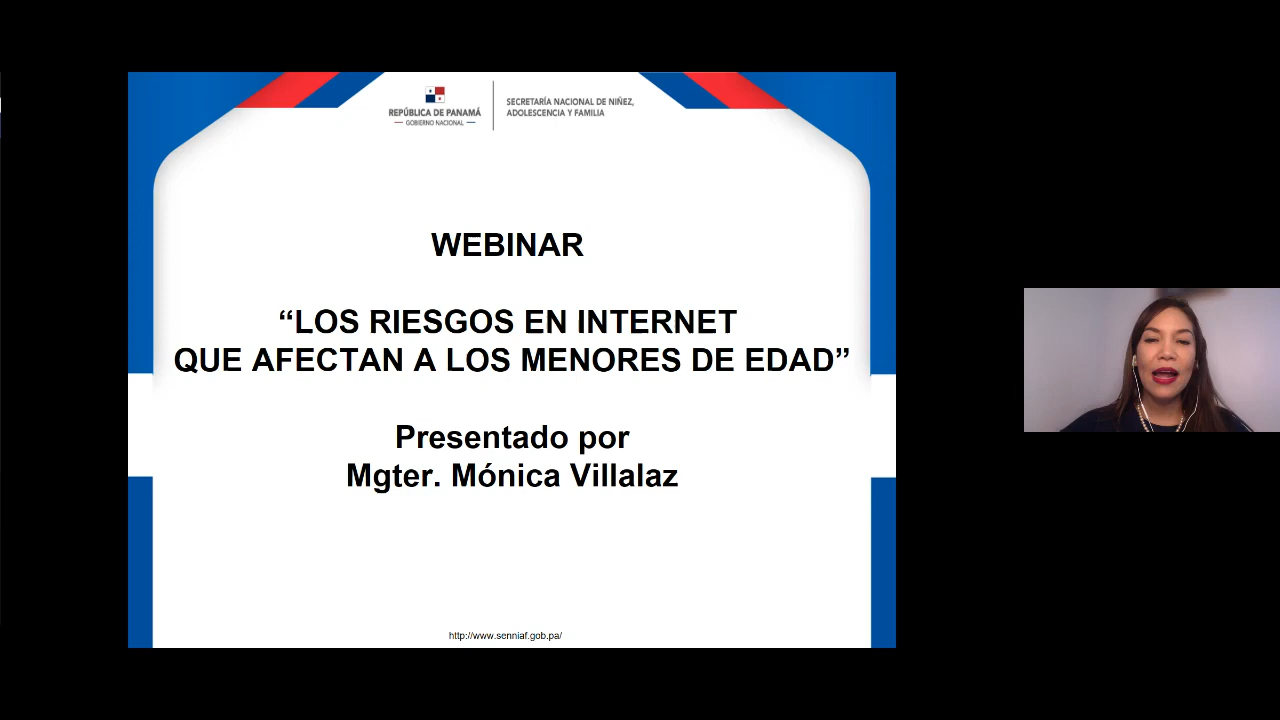 REPÚBLICA DE PANAMÁ
— GOBIERNO NACIONAL —
SECRETARÍA NACIONAL DE NIÑEZ,
ADOLESCENCIA Y FAMILIA
WEBINAR
“LOS RIESGOS EN INTERNET
QUE AFECTAN A LOS MENORES DE EDAD”
Presentado por
Mgter. Mónica Villalaz
http://www.senniaf.gob.pa/